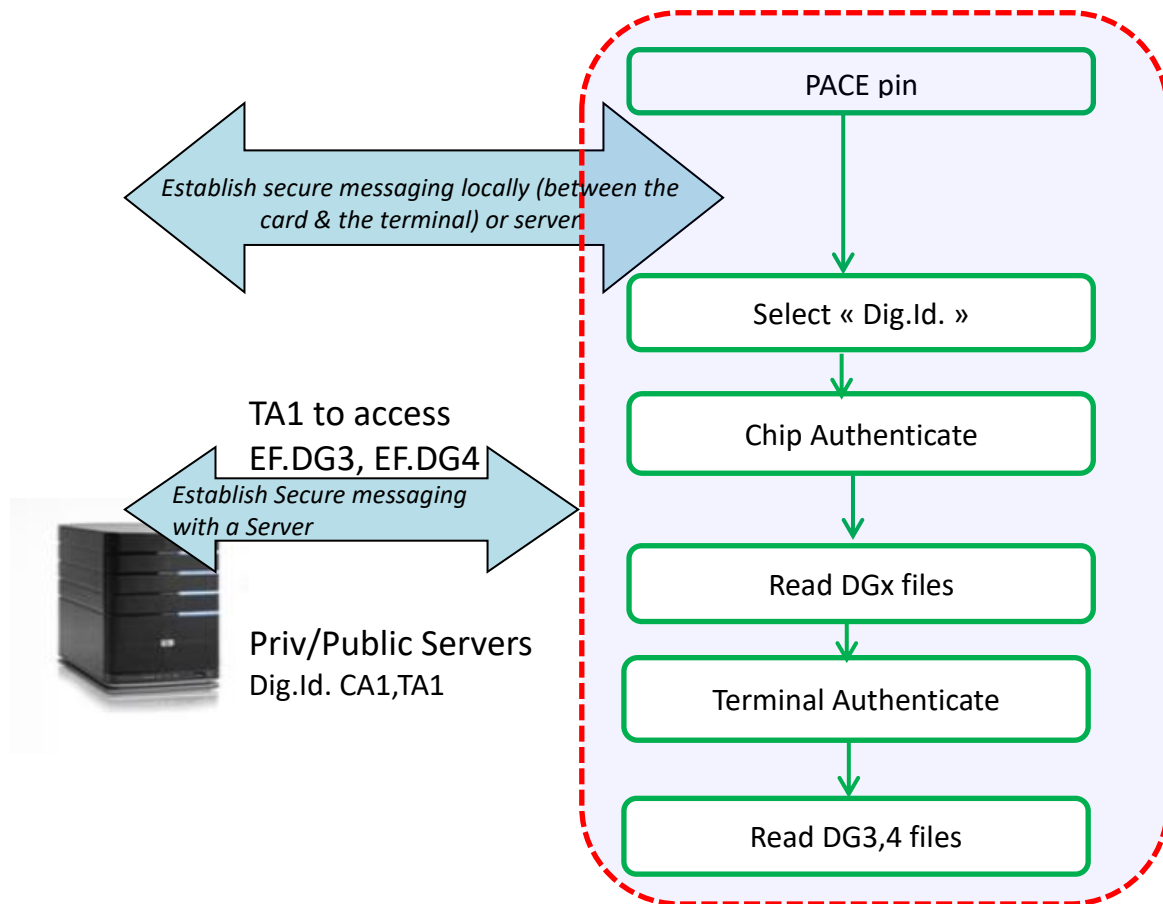 PACE pin
Establish secure messaging locally (between the
card & the terminal) or server
Select « Dig.Id. »
TA1 to access
EF.DG3, EF.DG4
Chip Authenticate
Establish Secure messaging
with a Server
Read DGx files
Priv/Public Servers
Dig.Id. CA1,TA1
Terminal Authenticate
Read DG3,4 files